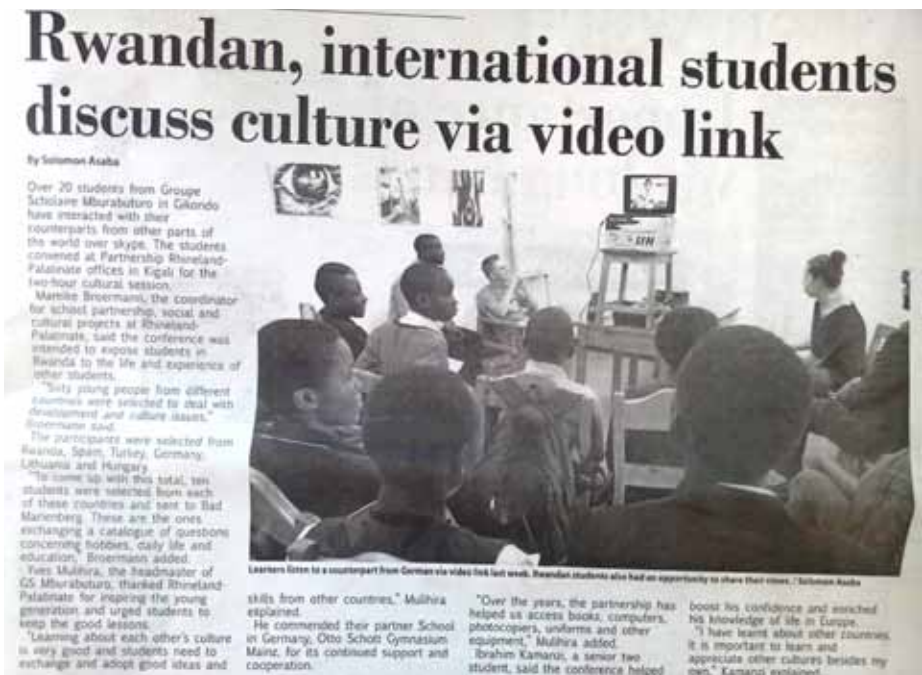 Rwandan, international students
discuss culture via video link
By Solomon Asaba
Over 20 students from Groupe
Scholaire Mburabuturo in Gikondo
have interacted with their
counterparts from other parts of
the world over skype. The students
convened at Partnership Rhineland-
Palatinate offices in Kigali for the
two-hour cultural session.
Mareike Broermann, the coordinator
for school partnership, social and
cultural projects at Rhineland-
Palatinate, said the conference was
intended to expose students in
Rwanda to the life and experience of
other students.
"Sixty young people from different
countries were selected to deal with
development and culture issues,"
Broermann said.
The participants were selected from
Rwanda, Spain, Turkey, Germany,
Lithuania and Hungary.
"To come up with this total, ten
students were selected from each
of these countries and sent to Bad
Marienberg. These are the ones
exchanging a catalogue of questions
concerning hobbies, daily life and
education," Broermann added.
Yves Mulihira, the headmaster of
GS Mburabuturo, thanked Rhineland-
Palatinate for inspiring the young
generation and urged students to
keep the good lessons.
"Learning about each other's culture
is very good and students need to
exchange and adopt good ideas and
Learners listen to a counterpart from German via video link last week. Rwandan students also had an opportunity to share their views. / Solomon Asaba
skills from other countries," Mulihira
explained.
He commended their partner School
in Germany, Otto Schott Gymnasium
Mainz, for its continued support and
cooperation.
"Over the years, the partnership has
helped us access books, computers,
photocopiers, uniforms and other
equipment," Mulihira added.
Ibrahim Kamanzi, a senior two
student, said the conference helped
boost his confidence and enriched
his knowledge of life in Europe.
"I have learnt about other countries
it is important to learn and
appreciate other cultures besides my
own," Kamanzi explained.